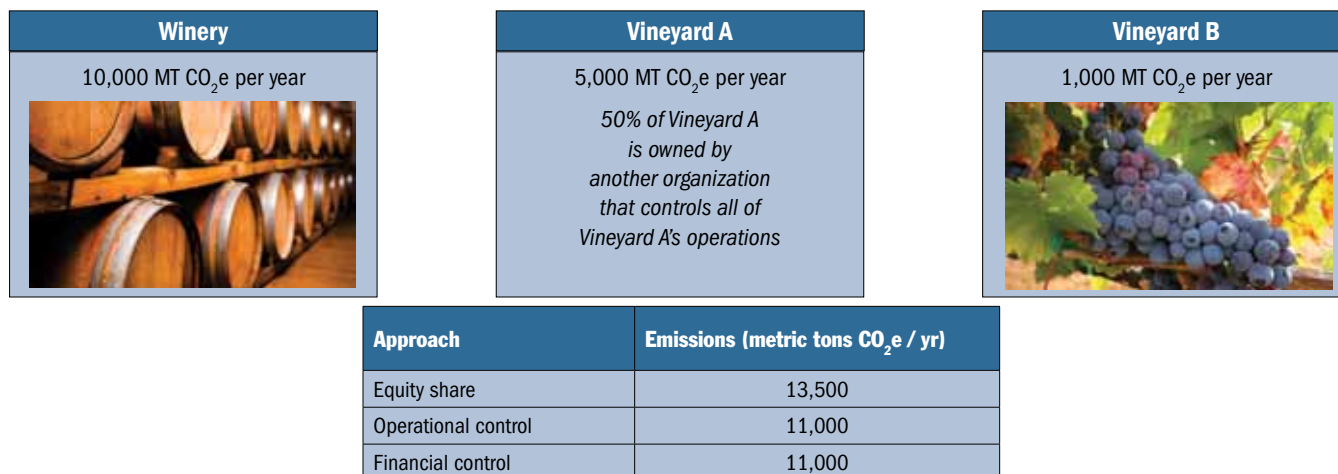 Winery
10,000 MT CO₂e per year
Vineyard A
5,000 MT CO₂e per year
50% of Vineyard A
is owned by
another organization
that controls all of
Vineyard A's operations
Vineyard B
1,000 MT CO₂e per year
Approach Emissions (metric tons CO₂e / yr)
Equity share 13,500
Operational control 11,000
Financial control 11,000